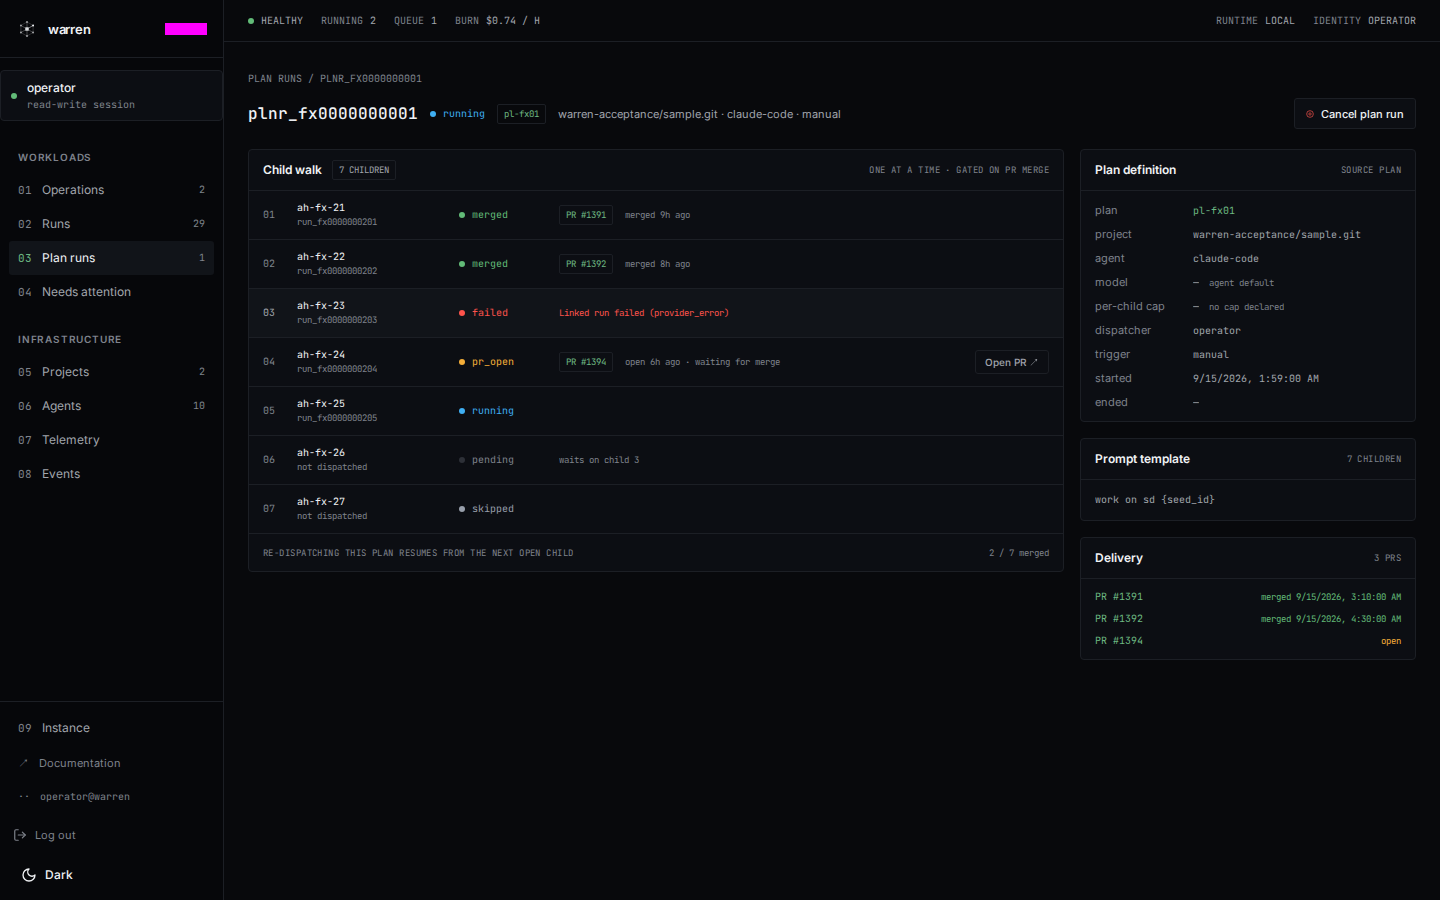 warren
HEALTHY RUNNING 2 QUEUE 1 BURN $0.74 / H
RUNTIME LOCAL IDENTITY OPERATOR
operator
read-write session
WORKLOADS
01 Operations 2
02 Runs 29
03 Plan runs 1
04 Needs attention
INFRASTRUCTURE
05 Projects 2
06 Agents 10
07 Telemetry
08 Events
09 Instance
Documentation
operator@warren
Log out
Dark
PLAN RUNS / PLNR_FX0000000001
plnr_fx0000000001 running pl-fx01 warren-acceptance/sample.git · claude-code · manual
Cancel plan run
Child walk 7 CHILDREN ONE AT A TIME · GATED ON PR MERGE
01 ah-fx-21 merged PR #1391 merged 9h ago
run_fx0000000201
02 ah-fx-22 merged PR #1392 merged 8h ago
run_fx0000000202
03 ah-fx-23 failed Linked run failed (provider_error)
run_fx0000000203
04 ah-fx-24 pr_open PR #1394 open 6h ago · waiting for merge Open PR ↗
run_fx0000000204
05 ah-fx-25 running
run_fx0000000205
06 ah-fx-26 pending waits on child 3
not dispatched
07 ah-fx-27 skipped
not dispatched
RE-DISPATCHING THIS PLAN RESUMES FROM THE NEXT OPEN CHILD 2 / 7 merged
Plan definition SOURCE PLAN
plan pl-fx01
project warren-acceptance/sample.git
agent claude-code
model — agent default
per-child cap — no cap declared
dispatcher operator
trigger manual
started 9/15/2026, 1:59:00 AM
ended —
Prompt template 7 CHILDREN
work on sd {seed_id}
Delivery 3 PRS
PR #1391 merged 9/15/2026, 3:10:00 AM
PR #1392 merged 9/15/2026, 4:30:00 AM
PR #1394 open